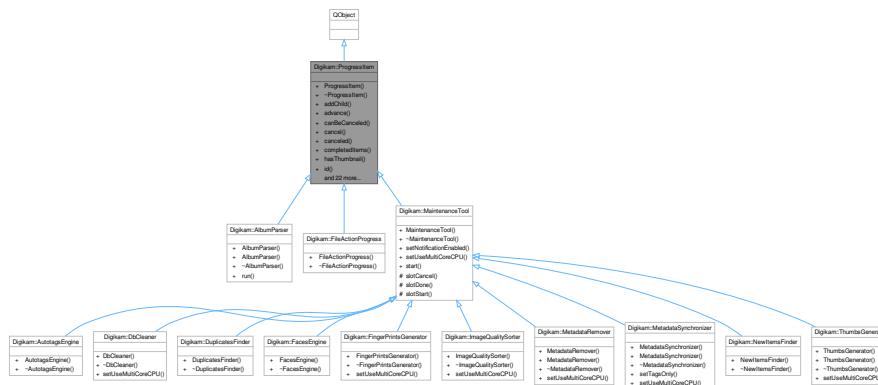 QObject
Digikam::ProgressItem
+ ProgressItem()
+ ~ProgressItem()
+ addChild()
+ advance()
+ canBeCanceled()
+ cancel()
+ canceled()
+ completedItems()
+ hasThumbnail()
+ id()
and 22 more...
Digikam::AlbumParser
+ AlbumParser()
+ AlbumParser()
+ ~AlbumParser()
+ run()
Digikam::FileActionProgress
+ FileActionProgress()
+ ~FileActionProgress()
Digikam::MaintenanceTool
+ MaintenanceTool()
+ ~MaintenanceTool()
+ setNotificationEnabled()
+ setUseMultiCoreCPU()
+ start()
# slotCancel()
# slotDone()
# slotStart()
Digikam::AutotagsEngine
+ AutotagsEngine()
+ ~AutotagsEngine()
Digikam::DbCleaner
+ DbCleaner()
+ ~DbCleaner()
+ setUseMultiCoreCPU()
Digikam::DuplicatesFinder
+ DuplicatesFinder()
+ ~DuplicatesFinder()
Digikam::FacesEngine
+ FacesEngine()
+ ~FacesEngine()
Digikam::FingerPrintsGenerator
+ FingerPrintsGenerator()
+ ~FingerPrintsGenerator()
+ setUseMultiCoreCPU()
Digikam::ImageQualitySorter
+ ImageQualitySorter()
+ ~ImageQualitySorter()
+ setUseMultiCoreCPU()
Digikam::MetadataRemover
+ MetadataRemover()
+ MetadataRemover()
+ ~MetadataRemover()
+ setUseMultiCoreCPU()
Digikam::MetadataSynchronizer
+ MetadataSynchronizer()
+ MetadataSynchronizer()
+ ~MetadataSynchronizer()
+ setTagsOnly()
+ setUseMultiCoreCPU()
Digikam::NewItemsFinder
+ NewItemsFinder()
+ ~NewItemsFinder()
Digikam::ThumbsGenerator
+ ThumbsGenerator()
+ ThumbsGenerator()
+ ~ThumbsGenerator()
+ setUseMultiCoreCPU